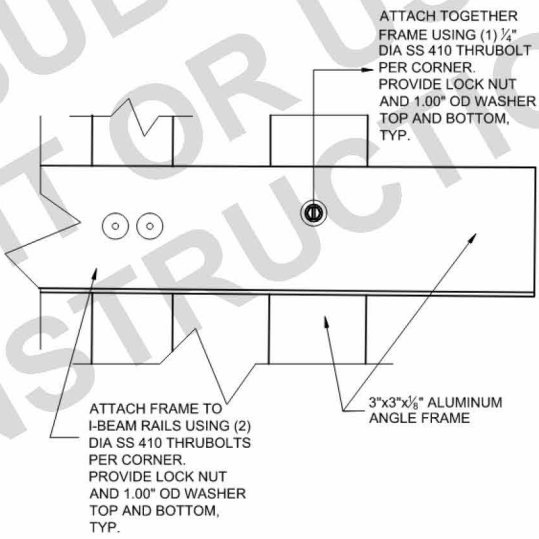 ATTACH TOGETHER
FRAME USING (1) ¼"
DIA SS 410 THRUBOLT
PER CORNER.
PROVIDE LOCK NUT
AND 1.00" OD WASHER
TOP AND BOTTOM,
TYP.
3"x3"x⅛" ALUMINUM
ANGLE FRAME
ATTACH FRAME TO
I-BEAM RAILS USING (2)
DIA SS 410 THRUBOLTS
PER CORNER.
PROVIDE LOCK NUT
AND 1.00" OD WASHER
TOP AND BOTTOM,
TYP.